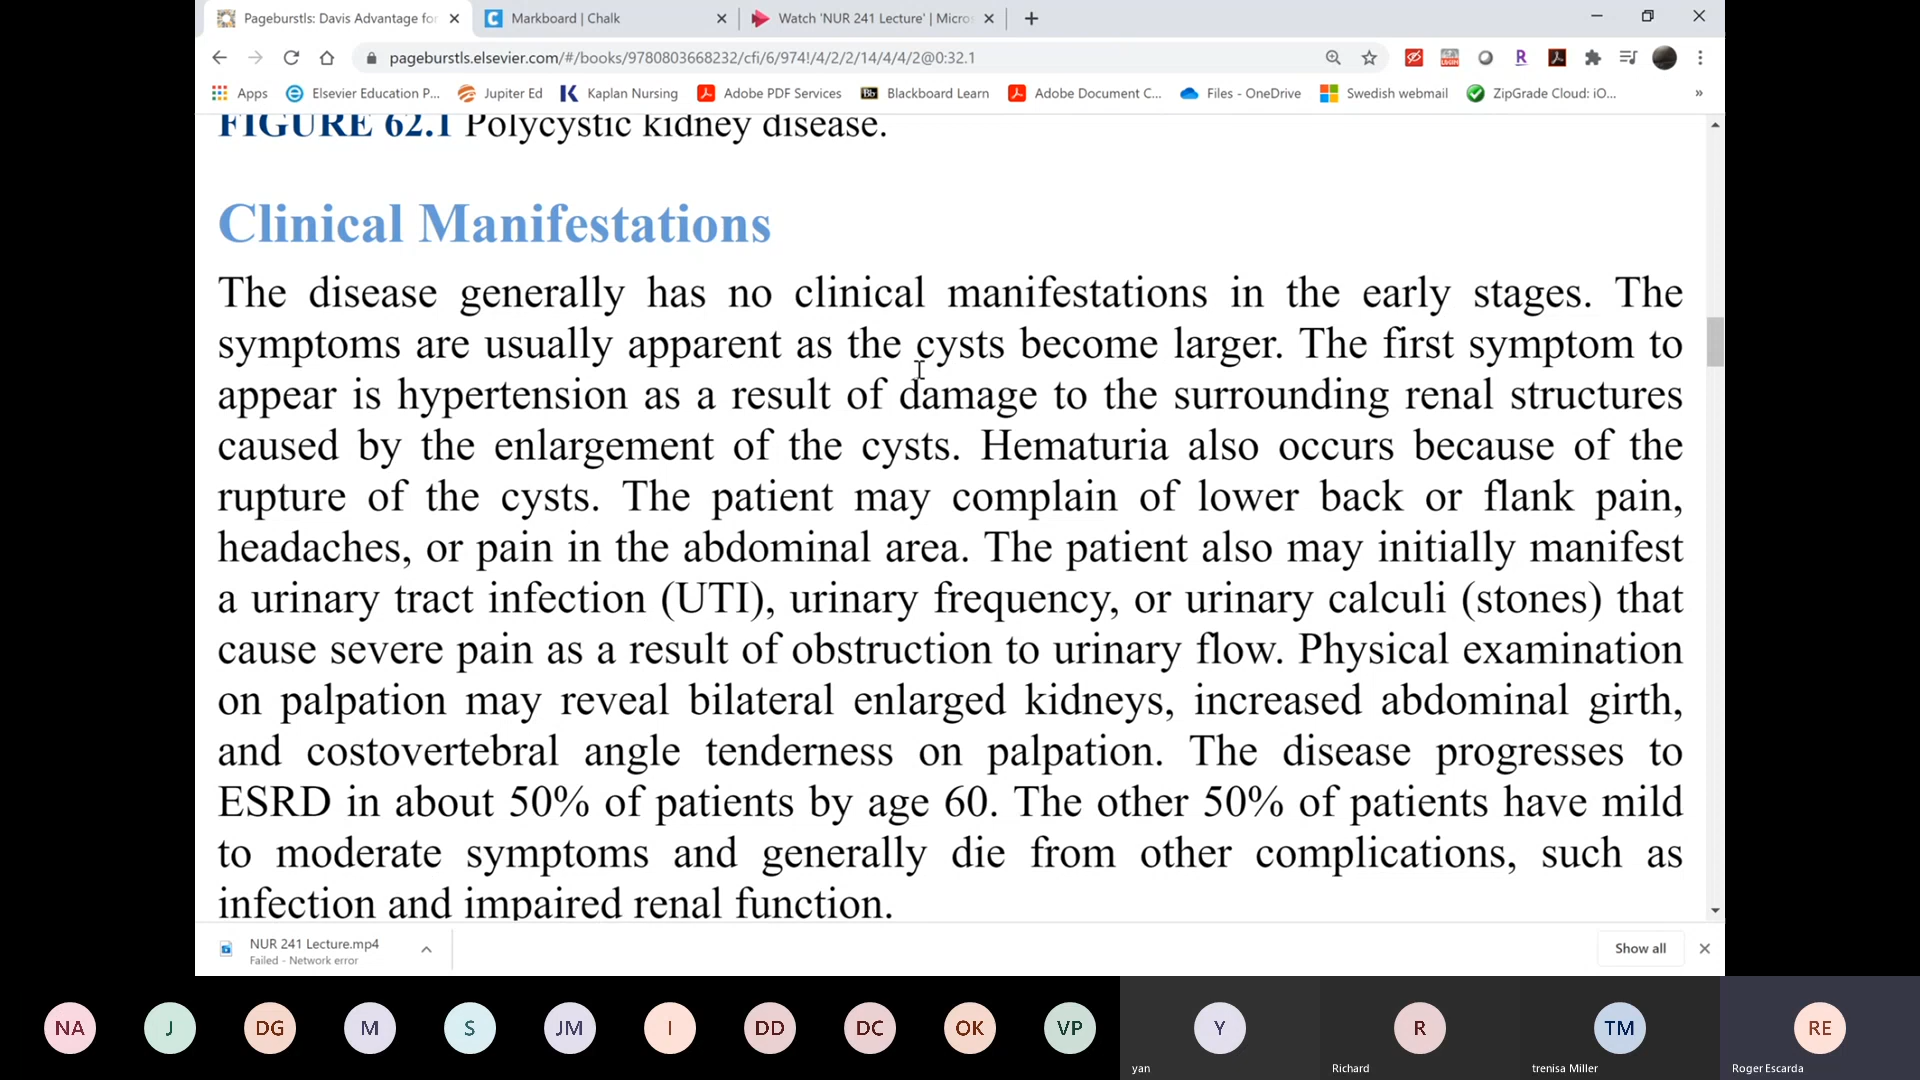 Pageburstls: Davis Advantage for
Markboard | Chalk
Watch 'NUR 241 Lecture' | Micro
pageburstls.elsevier.com/#/books/9780803668232/cfi/6/974!/4/2/2/14/4/4/2@0:32.1
Apps
Elsevier Education P...
Jupiter Ed
Kaplan Nursing
Adobe PDF Services
Bb Blackboard Learn
Adobe Document C...
Files - OneDrive
Swedish webmail
ZipGrade Cloud: iO...
FIGURE 62.1 Polycystic kidney disease.
Clinical Manifestations
The disease generally has no clinical manifestations in the early stages. The
symptoms are usually apparent as the cysts become larger. The first symptom to
appear is hypertension as a result of damage to the surrounding renal structures
caused by the enlargement of the cysts. Hematuria also occurs because of the
rupture of the cysts. The patient may complain of lower back or flank pain,
headaches, or pain in the abdominal area. The patient also may initially manifest
a urinary tract infection (UTI), urinary frequency, or urinary calculi (stones) that
cause severe pain as a result of obstruction to urinary flow. Physical examination
on palpation may reveal bilateral enlarged kidneys, increased abdominal girth,
and costovertebral angle tenderness on palpation. The disease progresses to
ESRD in about 50% of patients by age 60. The other 50% of patients have mild
to moderate symptoms and generally die from other complications, such as
infection and impaired renal function.
NUR 241 Lecture.mp4
Failed - Network error
Show all
NA
J
DG
M
S
JM
I
DD
DC
OK
VP
Y
R
TM
RE
yan
Richard
trenisa Miller
Roger Escarda